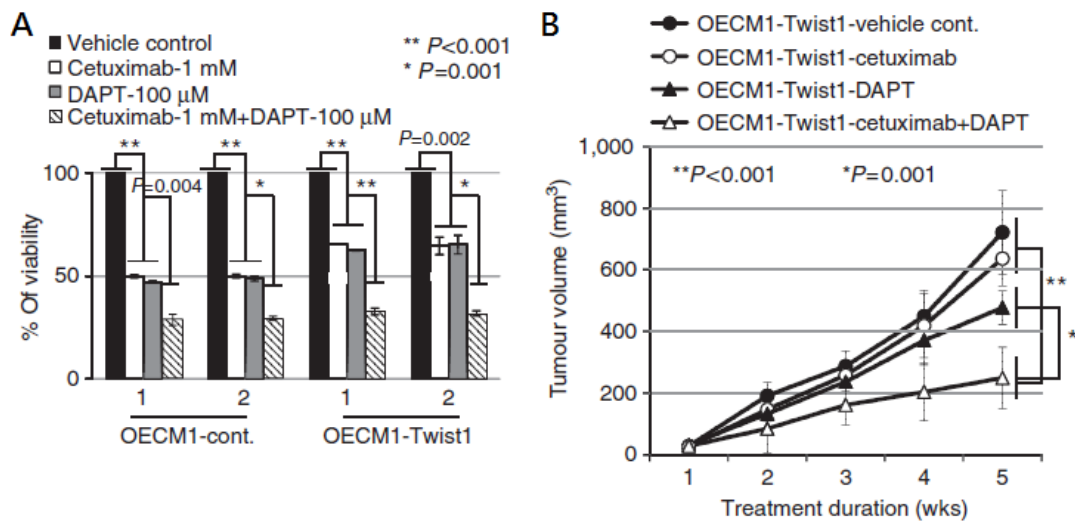 A
Vehicle control
Cetuximab-1 mM
DAPT-100 μM
Cetuximab-1 mM+DAPT-100 μM
** P<0.001
* P=0.001
** ** ** P=0.002
P=0.004 * ** *
100
50
0
% Of viability
1 2 1 2
OECM1-cont. OECM1-Twist1
B
OECM1-Twist1-vehicle cont.
OECM1-Twist1-cetuximab
OECM1-Twist1-DAPT
OECM1-Twist1-cetuximab+DAPT
1,000
800
600
400
200
0
Tumour volume (mm3)
**P<0.001 *P=0.001
**
*
1 2 3 4 5
Treatment duration (wks)